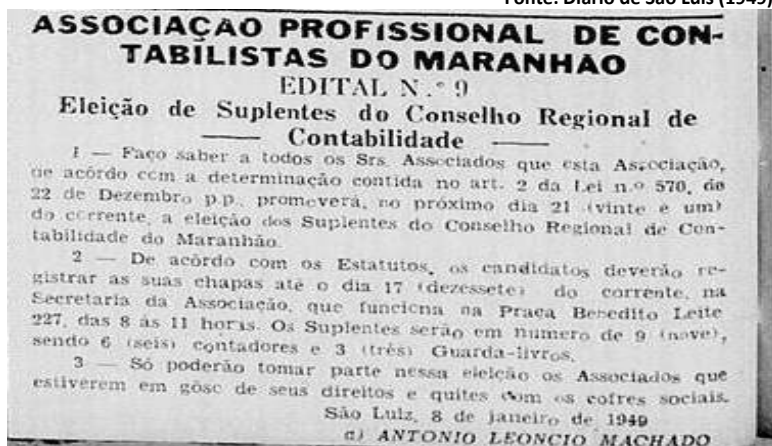 Fonte: Diário de São Luís (1949)
ASSOCIAÇÃO PROFISSIONAL DE CON-
TABILISTAS DO MARANHÃO
EDITAL N.º 9
Eleição de Suplentes do Conselho Regional de
Contabilidade
1 — Faço saber a todos os Srs. Associados que esta Associação,
de acôrdo com a determinação contida no art. 2 da Lei n.º 570, de
22 de Dezembro p.p., promoverá, no próximo dia 21 (vinte e um)
do corrente, a eleição dos Suplentes do Conselho Regional de Con-
tabilidade do Maranhão.
2 — De acôrdo com os Estatutos, os candidatos deverão re-
gistrar as suas chapas até o dia 17 (dezessete) do corrente, na
Secretaria da Associação, que funciona na Praça Benedito Leite
227, das 8 ás 11 horas. Os Suplentes serão em numero de 9 (nove),
sendo 6 (seis) contadores e 3 (três) Guarda-livros.
3 — Só poderão tomar parte nessa eleição os Associados que
estiverem em gôso de seus direitos e quites com os cofres sociais.
São Luiz, 8 de janeiro de 1949
a) ANTONIO LEONCIO MACHADO